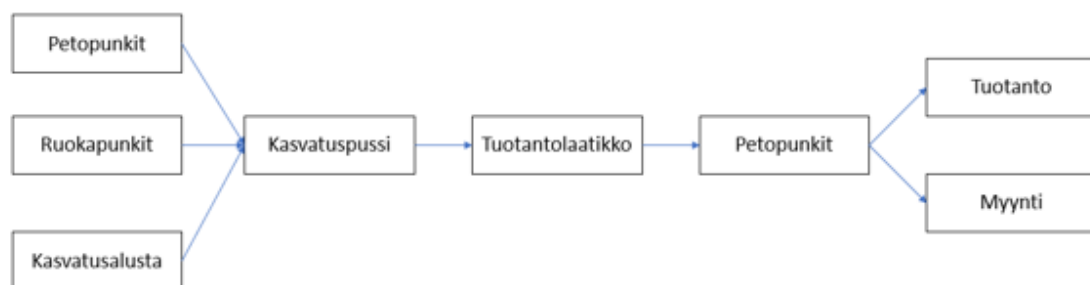 Petopunkit
Ruokapunkit
Kasvatusalusta
Kasvatuspussi
Tuotantolaatikko
Petopunkit
Tuotanto
Myynti